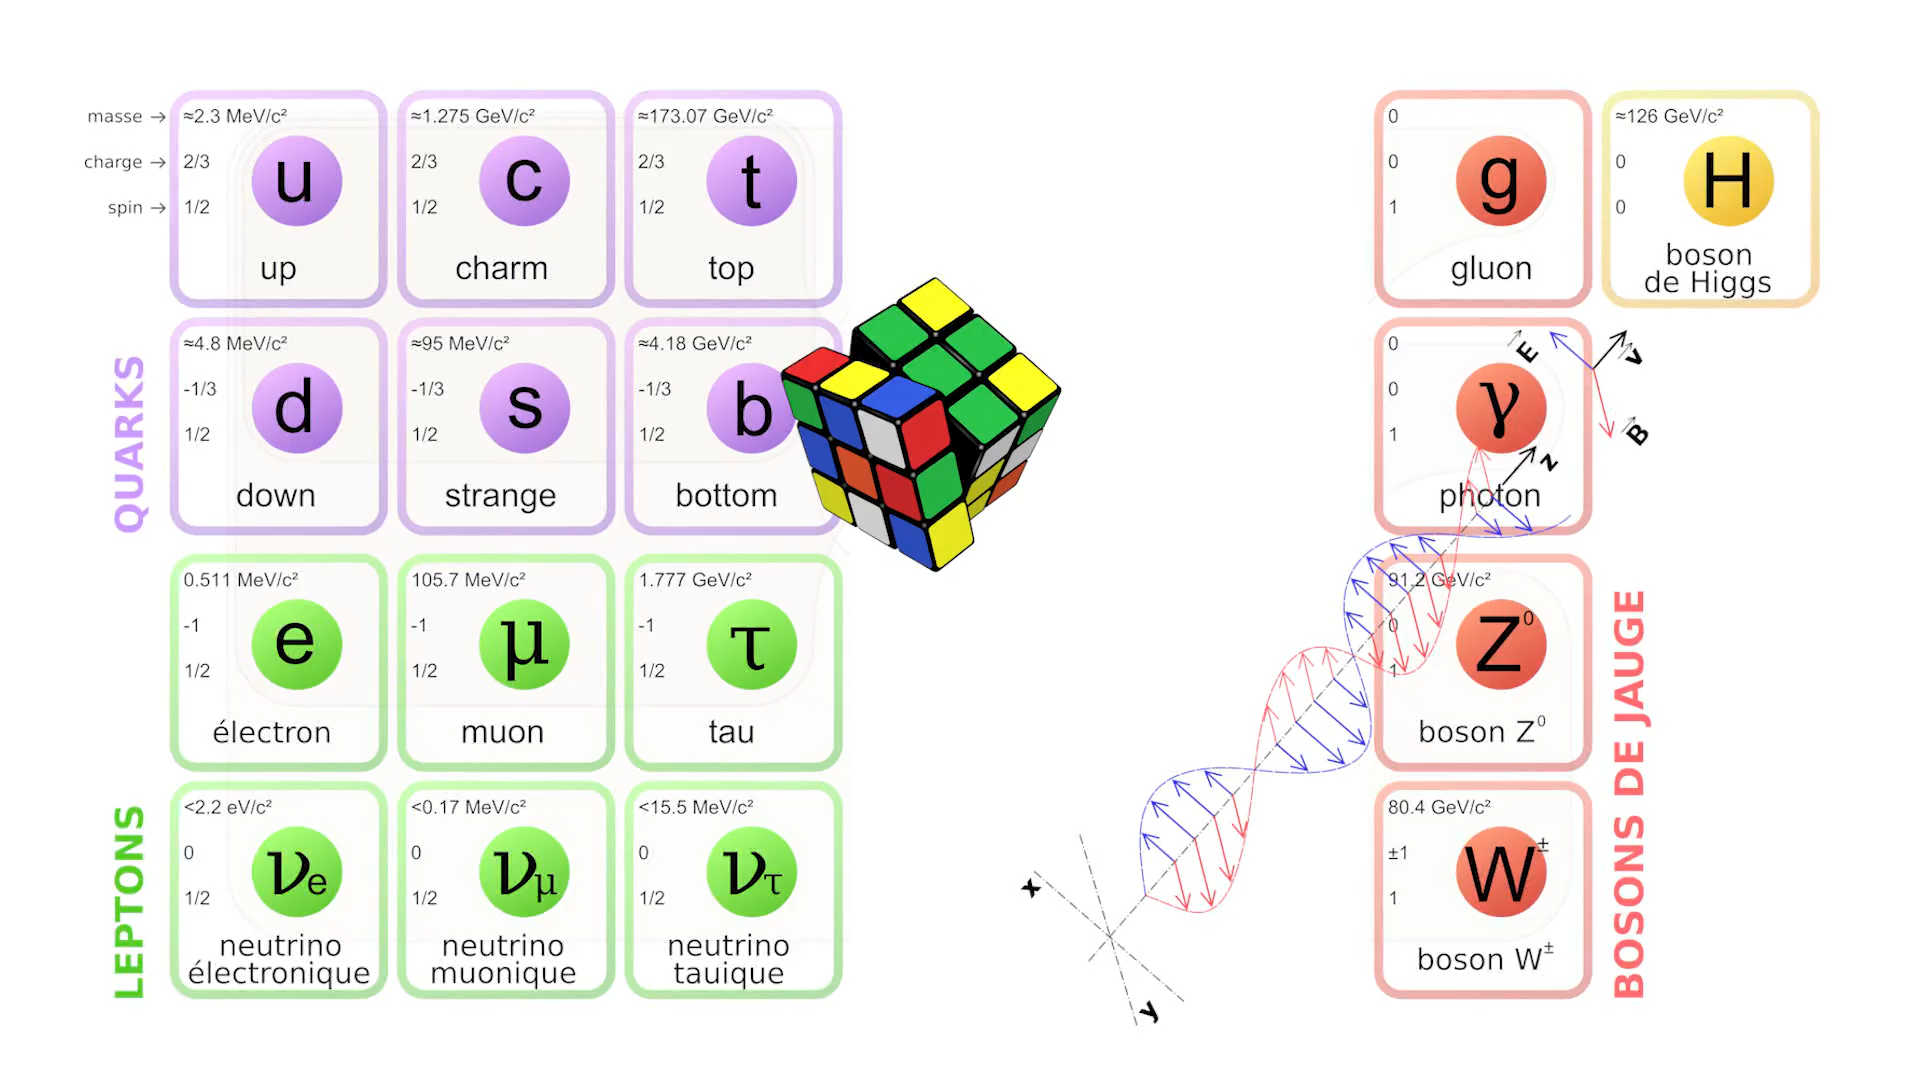 masse →
charge →
spin →
≈2.3 MeV/c²
2/3
1/2
u
up
≈1.275 GeV/c²
2/3
1/2
c
charm
≈173.07 GeV/c²
2/3
1/2
t
top
0
0
1
g
gluon
≈126 GeV/c²
0
0
0
H
boson
de Higgs
QUARKS
≈4.8 MeV/c²
-1/3
1/2
d
down
≈95 MeV/c²
-1/3
1/2
s
strange
≈4.18 GeV/c²
-1/3
1/2
b
bottom
0
0
1
γ
photon
E
V
B
z
0.511 MeV/c²
-1
1/2
e
électron
105.7 MeV/c²
-1
1/2
μ
muon
1.777 GeV/c²
-1
1/2
τ
tau
91.2 GeV/c²
0
1
Z⁰
boson Z⁰
LEPTONS
<2.2 eV/c²
0
1/2
νe
neutrino
électronique
<0.17 MeV/c²
0
1/2
νμ
neutrino
muonique
<15.5 MeV/c²
0
1/2
ντ
neutrino
tauique
x
y
80.4 GeV/c²
±1
1
W±
boson W±
BOSONS DE JAUGE